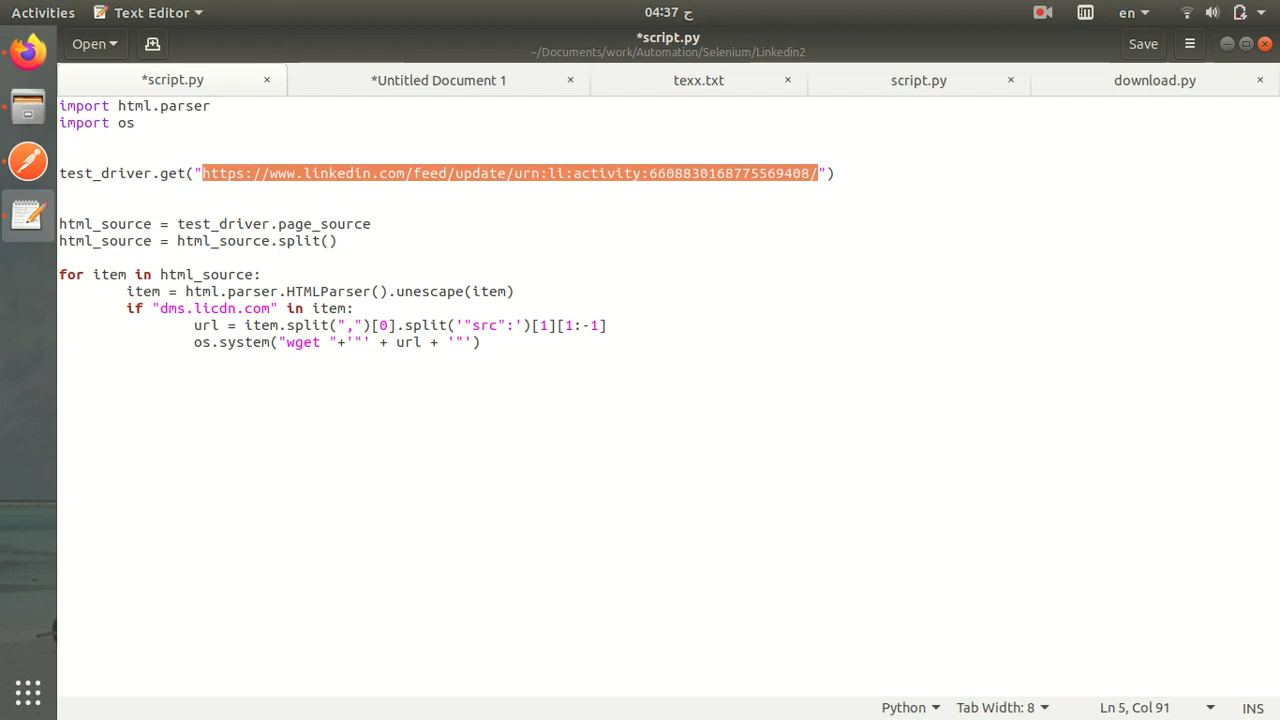 Activities Text Editor 04:37 ح en
Open *script.py Save
~/Documents/work/Automation/Selenium/Linkedin2
*script.py × *Untitled Document 1 × texx.txt × script.py × download.py ×
import html.parser
import os
test_driver.get("https://www.linkedin.com/feed/update/urn:li:activity:6608830168775569408/")
html_source = test_driver.page_source
html_source = html_source.split()
for item in html_source:
item = html.parser.HTMLParser().unescape(item)
if "dms.licdn.com" in item:
url = item.split(",")[0].split('"src":')[1][1:-1]
os.system("wget "+'"' + url + '"')
Python Tab Width: 8 Ln 5, Col 91 INS